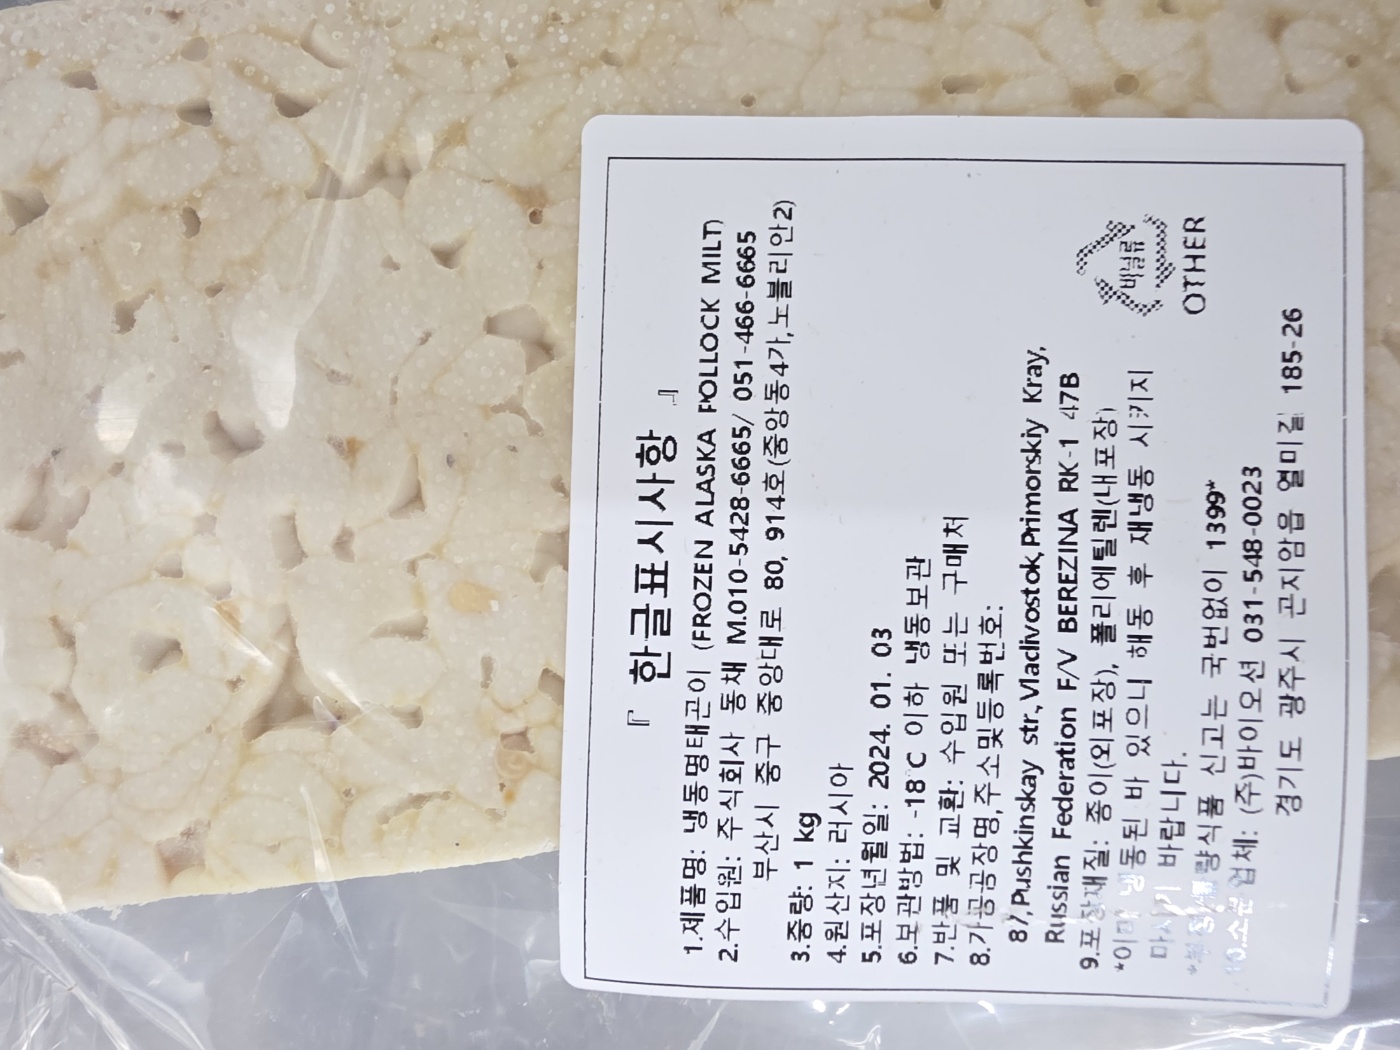 『 한글표시사항 』
1.제품명: 냉동명태곤이 (FROZEN ALASKA POLLOCK MILT)
2.수입원: 주식회사 동채 M.010-5428-6665/ 051-466-6665
부산시 중구 중앙대로 80, 914호(중앙동4가,노블리안2)
3.중량: 1 kg
4.원산지: 러시아
5.포장년월일: 2024. 01. 03
6.보관방법: -18℃ 이하 냉동보관
7.반품 및 교환: 수입원 또는 구매처
8.가공공장명,주소및등록번호:
87,Pushkinskay str,Vladivostok,Primorskiy Kray,
Russian Federation F/V BEREZINA RK-1 47B
9.포장재질: 종이(외포장), 폴리에틸렌(내포장)
*이미 냉동된 바 있으니 해동 후 재냉동 시키지
마시기 바랍니다.
*부정불량식품 신고는 국번없이 1399*
10.소분업체: (주)바이오션 031-548-0023
경기도 광주시 곤지암읍 열미길 185-26
비닐류
OTHER